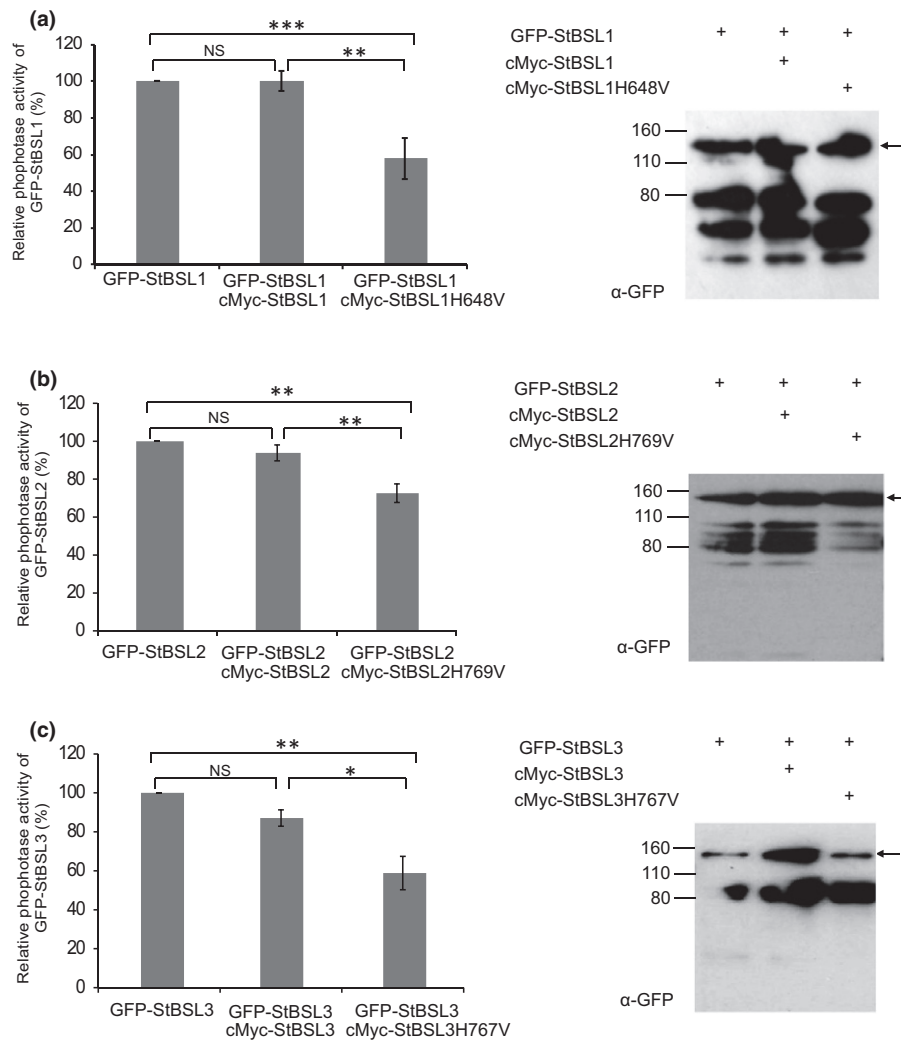 (a)
Relative phophotase activity of
GFP-StBSL1 (%)
120
100
80
60
40
20
0
***
NS
**
GFP-StBSL1
GFP-StBSL1
cMyc-StBSL1
GFP-StBSL1
cMyc-StBSL1H648V
GFP-StBSL1 + + +
cMyc-StBSL1 +
cMyc-StBSL1H648V +
160
110
80
α-GFP
(b)
Relative phophotase activity of
GFP-StBSL2 (%)
120
100
80
60
40
20
0
**
NS
**
GFP-StBSL2
GFP-StBSL2
cMyc-StBSL2
GFP-StBSL2
cMyc-StBSL2H769V
GFP-StBSL2 + + +
cMyc-StBSL2 +
cMyc-StBSL2H769V +
160
110
80
α-GFP
(c)
Relative phophotase activity of
GFP-StBSL3 (%)
120
100
80
60
40
20
0
**
NS
*
GFP-StBSL3
GFP-StBSL3
cMyc-StBSL3
GFP-StBSL3
cMyc-StBSL3H767V
GFP-StBSL3 + + +
cMyc-StBSL3 +
cMyc-StBSL3H767V +
160
110
80
α-GFP